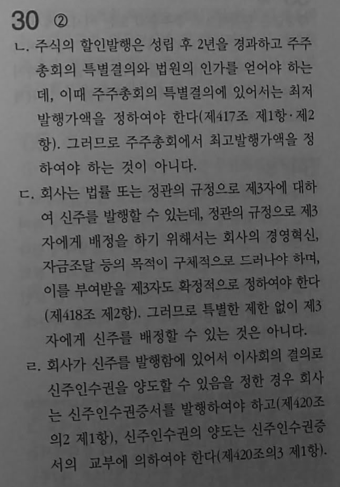 30 ②
ㄴ. 주식의 할인발행은 성립 후 2년을 경과하고 주주
총회의 특별결의와 법원의 인가를 얻어야 하는
데, 이때 주주총회의 특별결의에 있어서는 최저
발행가액을 정하여야 한다(제417조 제1항·제2
항). 그러므로 주주총회에서 최고발행가액을 정
하여야 하는 것이 아니다.
ㄷ. 회사는 법률 또는 정관의 규정으로 제3자에 대하
여 신주를 발행할 수 있는데, 정관의 규정으로 제3
자에게 배정을 하기 위해서는 회사의 경영혁신,
자금조달 등의 목적이 구체적으로 드러나야 하며,
이를 부여받을 제3자도 확정적으로 정하여야 한다
(제418조 제2항). 그러므로 특별한 제한 없이 제3
자에게 신주를 배정할 수 있는 것은 아니다.
ㄹ. 회사가 신주를 발행함에 있어서 이사회의 결의로
신주인수권을 양도할 수 있음을 정한 경우 회사
는 신주인수권증서를 발행하여야 하고(제420조
의2 제1항), 신주인수권의 양도는 신주인수권증
서의 교부에 의하여야 한다(제420조의3 제1항).